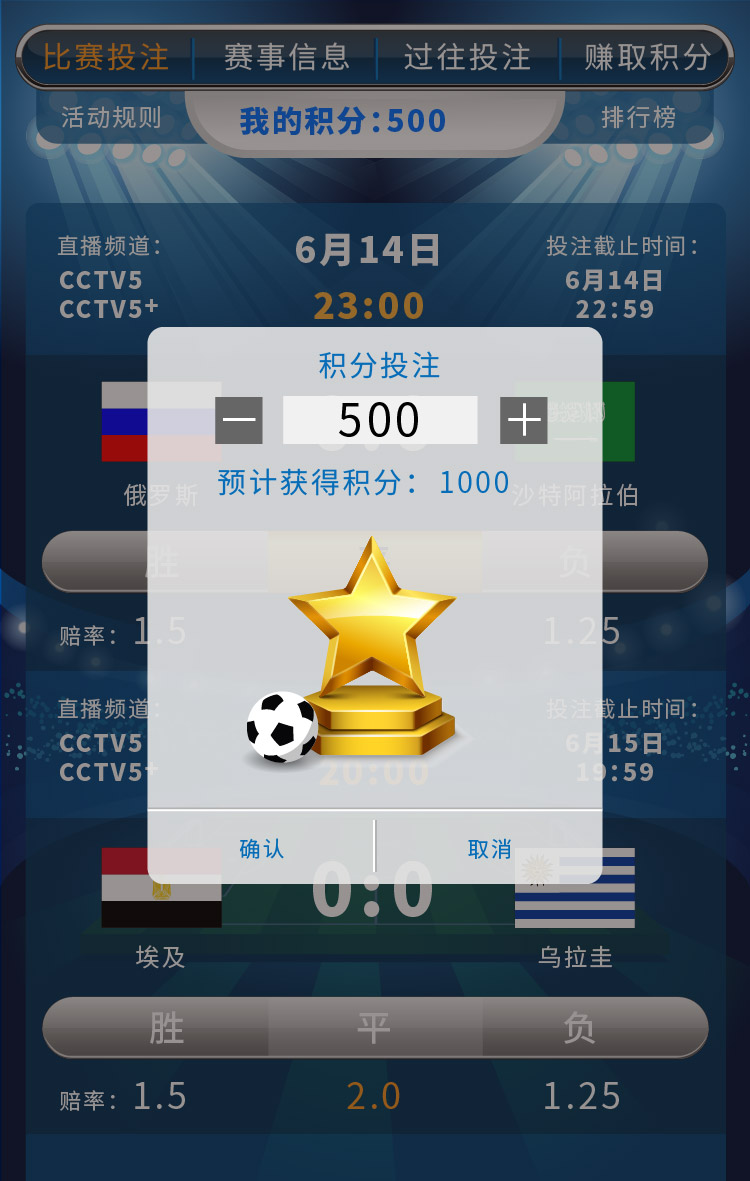 比赛投注 赛事信息 过往投注 赚取积分
活动规则 我的积分:500 排行榜
直播频道: 6月14日 投注截止时间:
CCTV5 6月14日
CCTV5+ 23:00 22:59
积分投注
500
预计获得积分: 1000
俄罗斯 沙特阿拉伯
胜 平 负
赔率: 1.5 1.25
直播频道: 投注截止时间:
CCTV5 6月15日
CCTV5+ 20:00 19:59
确认 取消
0:0
埃及 乌拉圭
胜 平 负
赔率: 1.5 2.0 1.25